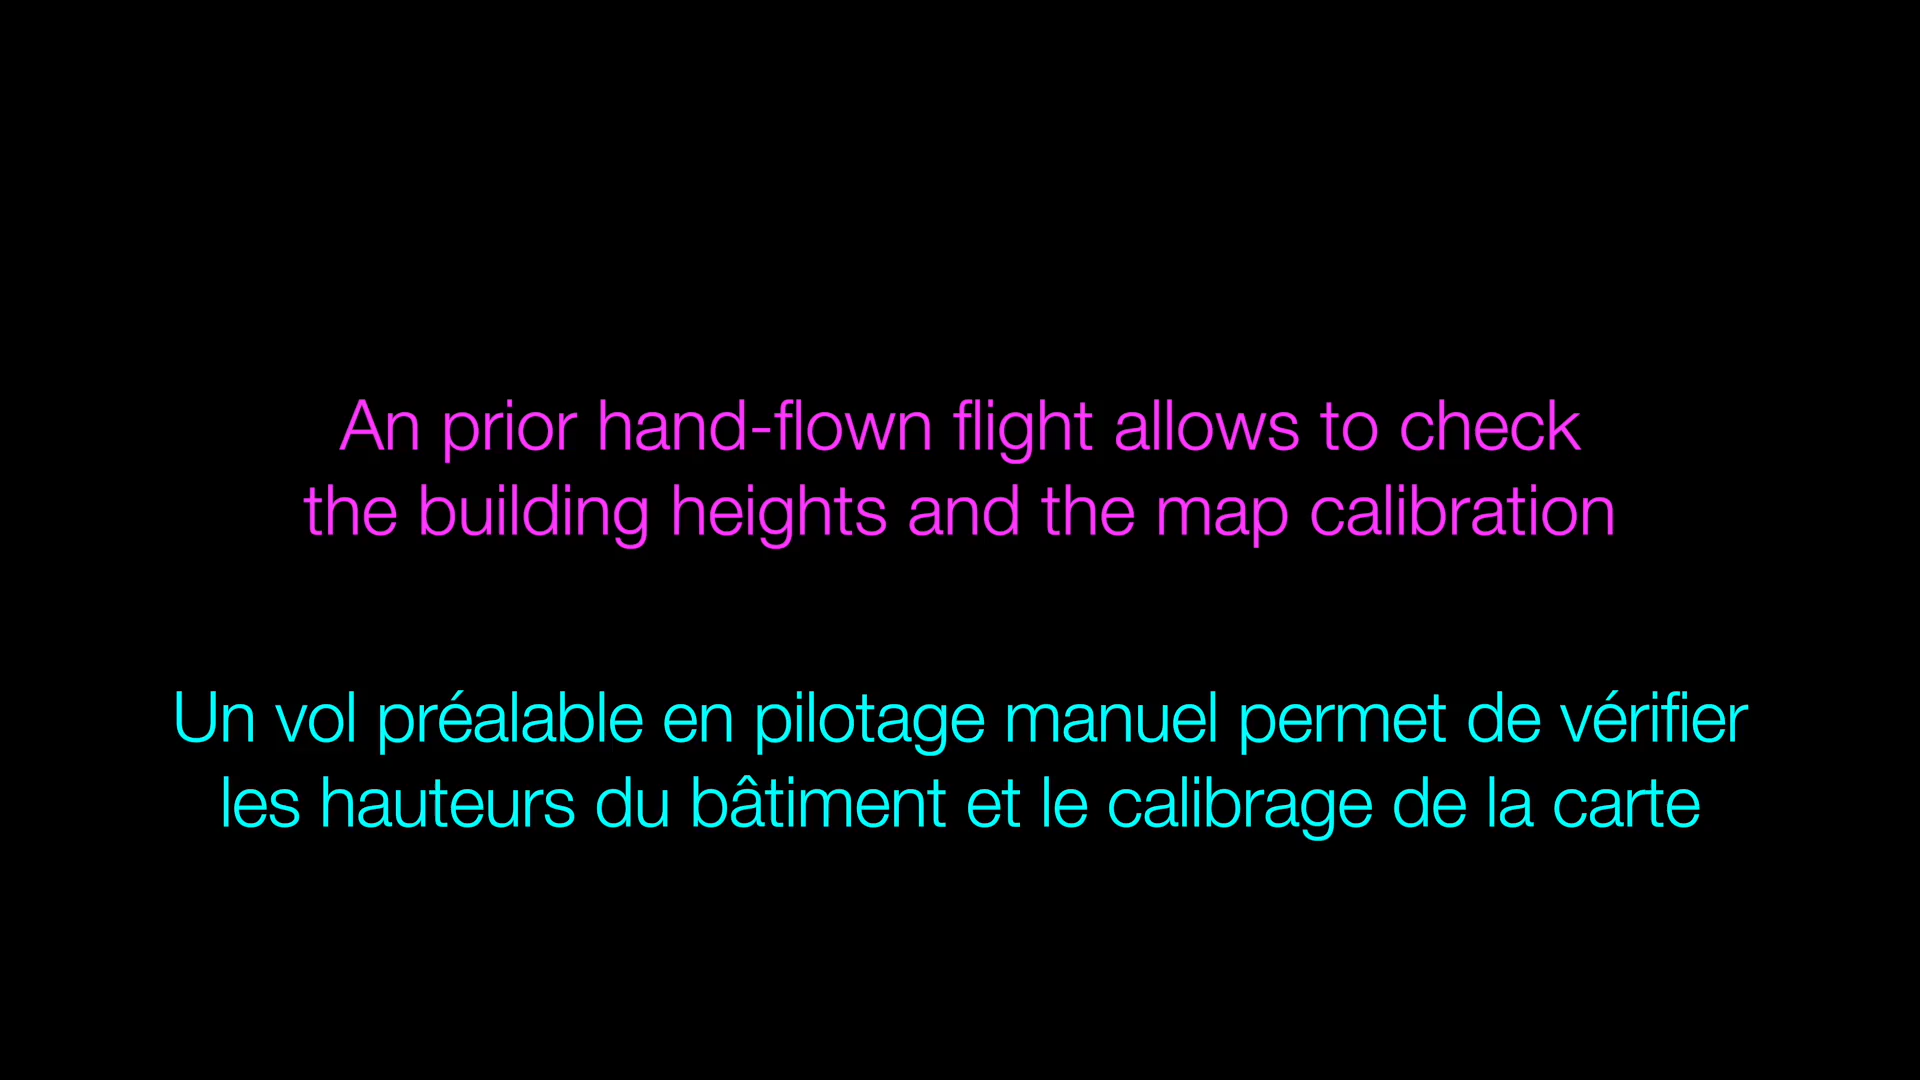 An prior hand-flown flight allows to check
the building heights and the map calibration
Un vol préalable en pilotage manuel permet de vérifier
les hauteurs du bâtiment et le calibrage de la carte